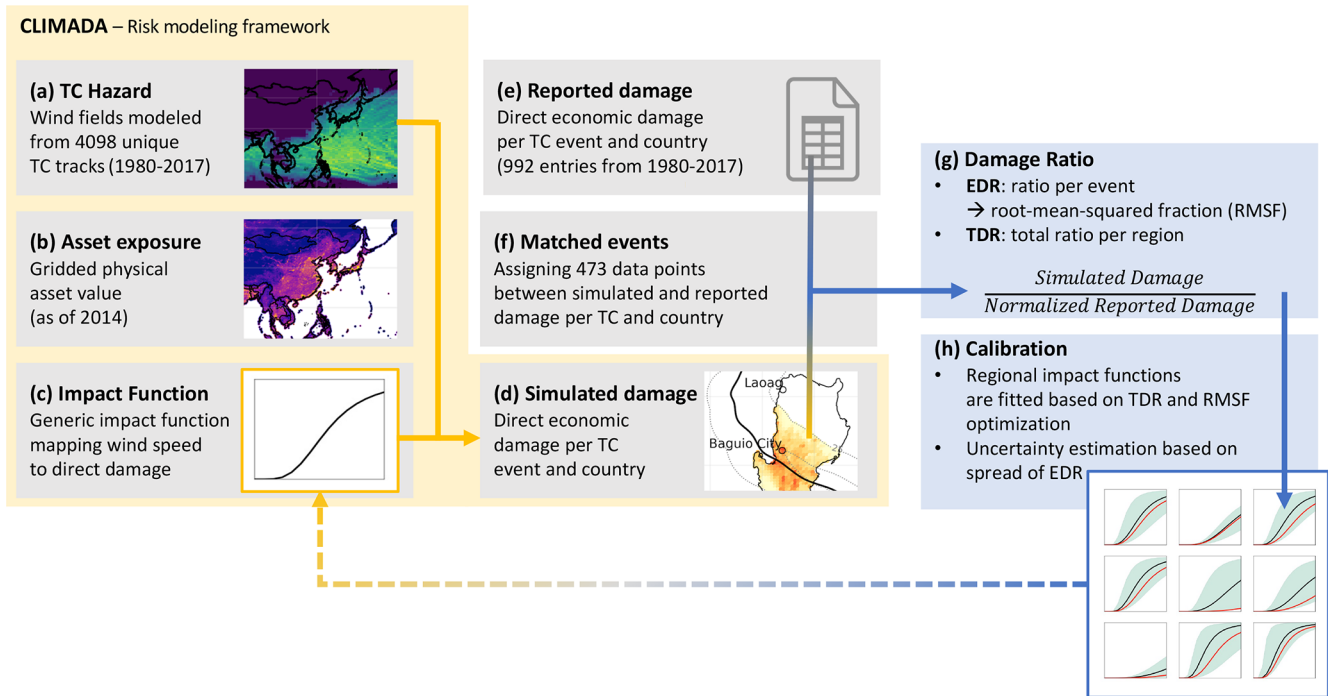 CLIMADA – Risk modeling framework
(a) TC Hazard
Wind fields modeled
from 4098 unique
TC tracks (1980-2017)
(b) Asset exposure
Gridded physical
asset value
(as of 2014)
(c) Impact Function
Generic impact function
mapping wind speed
to direct damage
(d) Simulated damage
Direct economic
damage per TC
event and country
Laoag
Baguio City
(e) Reported damage
Direct economic damage
per TC event and country
(992 entries from 1980-2017)
(f) Matched events
Assigning 473 data points
between simulated and reported
damage per TC and country
(g) Damage Ratio
• EDR: ratio per event
→ root-mean-squared fraction (RMSF)
• TDR: total ratio per region
Simulated Damage
Normalized Reported Damage
(h) Calibration
• Regional impact functions
are fitted based on TDR and RMSF
optimization
• Uncertainty estimation based on
spread of EDR